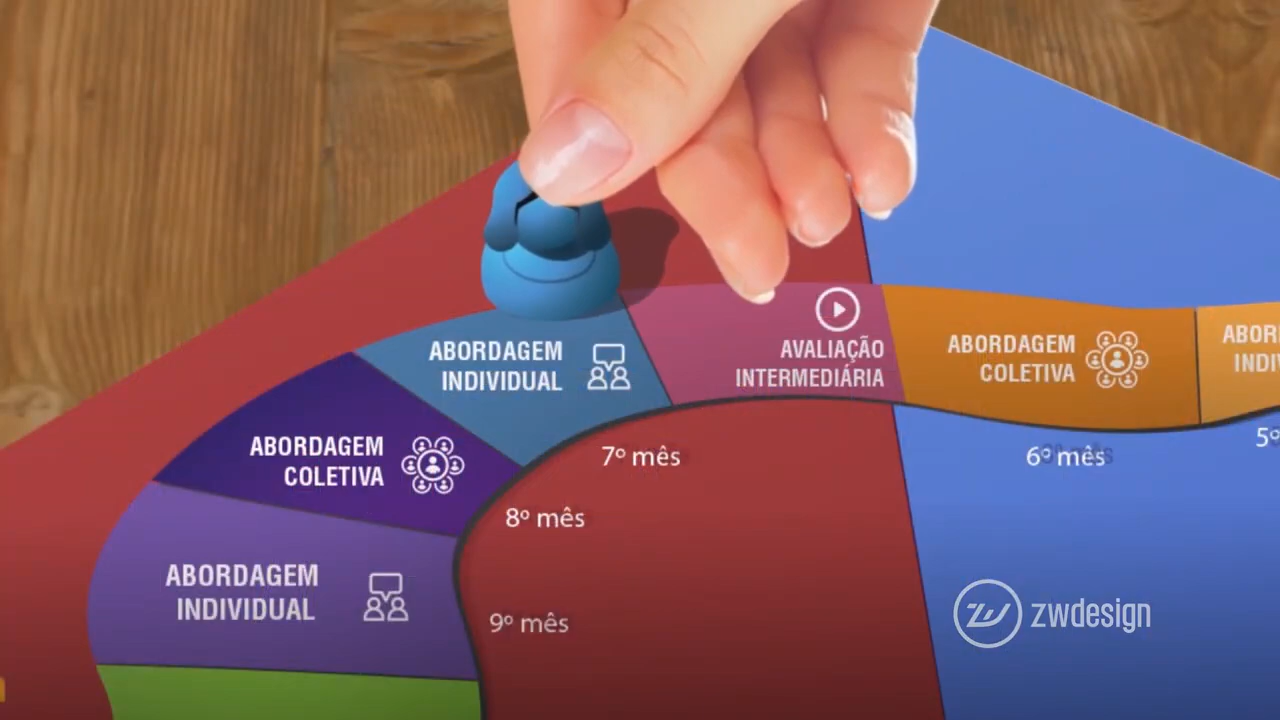 ABORDAGEM
INDIVIDUAL
AVALIAÇÃO
INTERMEDIÁRIA
ABORDAGEM
COLETIVA
7º mês
6º mês
5º
ABORDAGEM
COLETIVA
8º mês
ABORDAGEM
INDIVIDUAL
9º mês
zwdesign